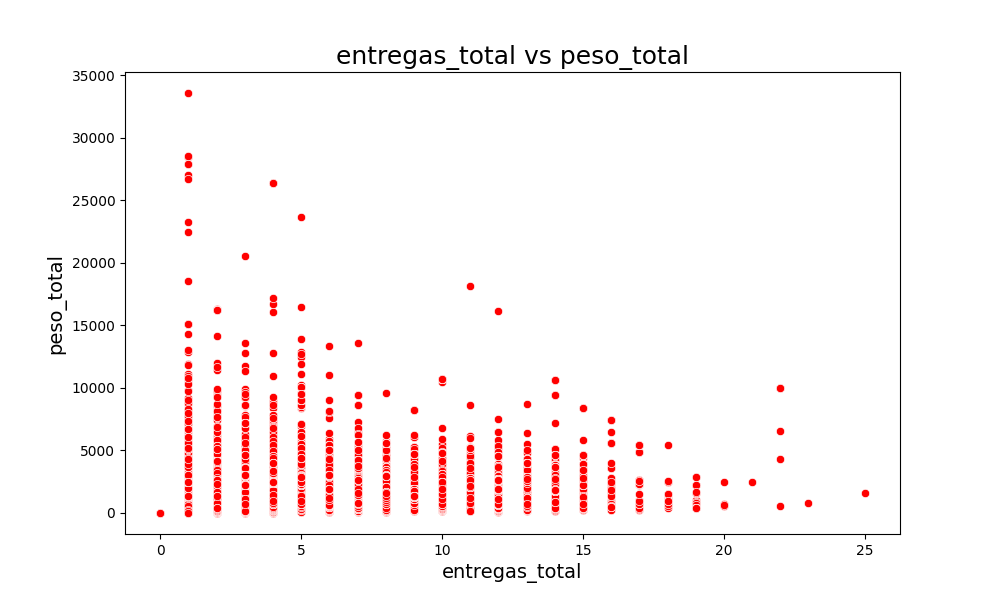 entregas_total vs peso_total
35000
30000
25000
20000
15000
10000
5000
0
peso_total
0 5 10 15 20 25
entregas_total